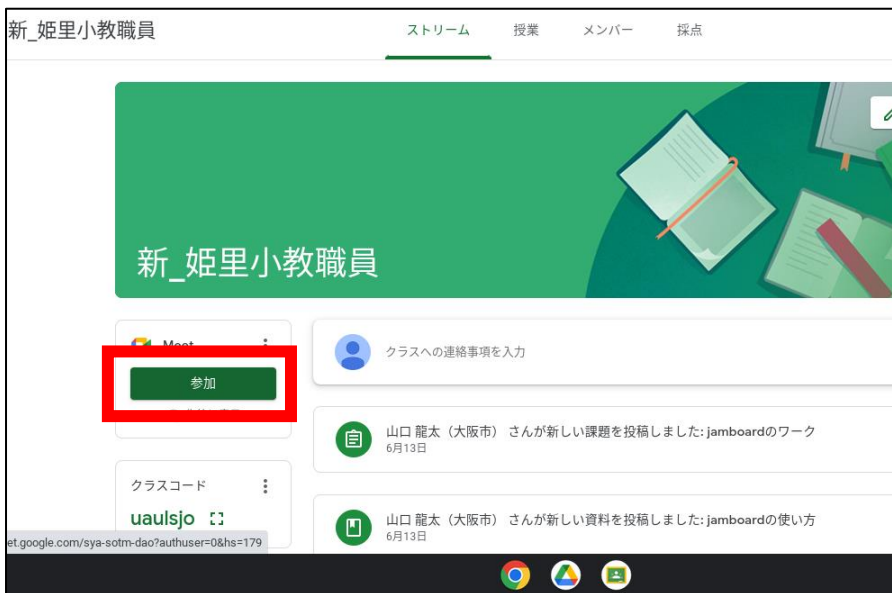 新_姫里小教職員
ストリーム 授業 メンバー 採点
新_姫里小教職員
Meet
参加
クラスへの連絡事項を入力
山口 龍太（大阪市） さんが新しい課題を投稿しました: jamboardのワーク
6月13日
クラスコード
uaulsjo
山口 龍太（大阪市） さんが新しい資料を投稿しました: jamboardの使い方
6月13日
et.google.com/sya-sotm-dao?authuser=0&hs=179